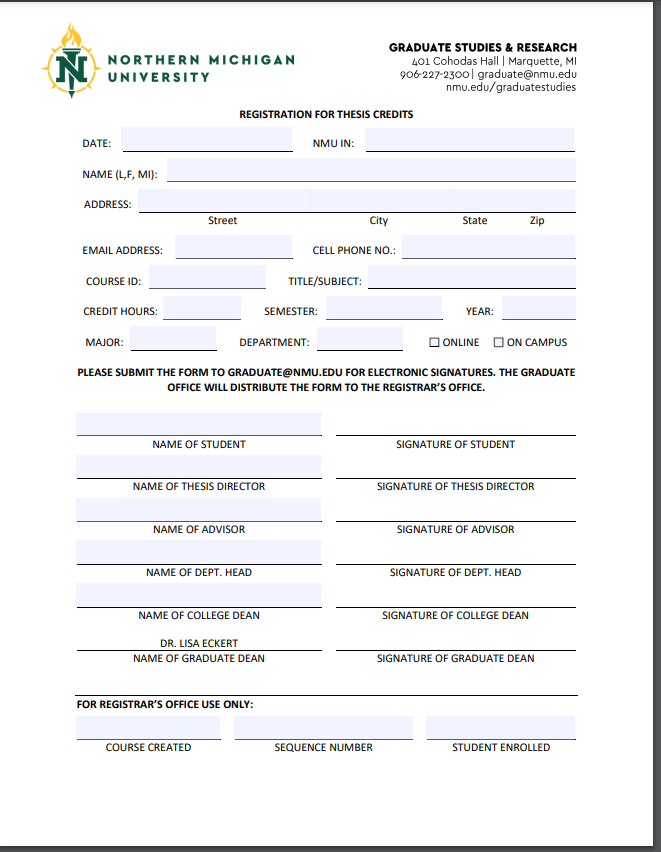 NORTHERN MICHIGAN
UNIVERSITY
GRADUATE STUDIES & RESEARCH
401 Cohodas Hall | Marquette, MI
906-227-2300 | graduate@nmu.edu
nmu.edu/graduatestudies
REGISTRATION FOR THESIS CREDITS
DATE: NMU IN:
NAME (L,F, MI):
ADDRESS:
Street City State Zip
EMAIL ADDRESS: CELL PHONE NO.:
COURSE ID: TITLE/SUBJECT:
CREDIT HOURS: SEMESTER: YEAR:
MAJOR: DEPARTMENT: ONLINE ON CAMPUS
PLEASE SUBMIT THE FORM TO GRADUATE@NMU.EDU FOR ELECTRONIC SIGNATURES. THE GRADUATE
OFFICE WILL DISTRIBUTE THE FORM TO THE REGISTRAR'S OFFICE.
NAME OF STUDENT SIGNATURE OF STUDENT
NAME OF THESIS DIRECTOR SIGNATURE OF THESIS DIRECTOR
NAME OF ADVISOR SIGNATURE OF ADVISOR
NAME OF DEPT. HEAD SIGNATURE OF DEPT. HEAD
NAME OF COLLEGE DEAN SIGNATURE OF COLLEGE DEAN
DR. LISA ECKERT
NAME OF GRADUATE DEAN SIGNATURE OF GRADUATE DEAN
FOR REGISTRAR'S OFFICE USE ONLY:
COURSE CREATED SEQUENCE NUMBER STUDENT ENROLLED